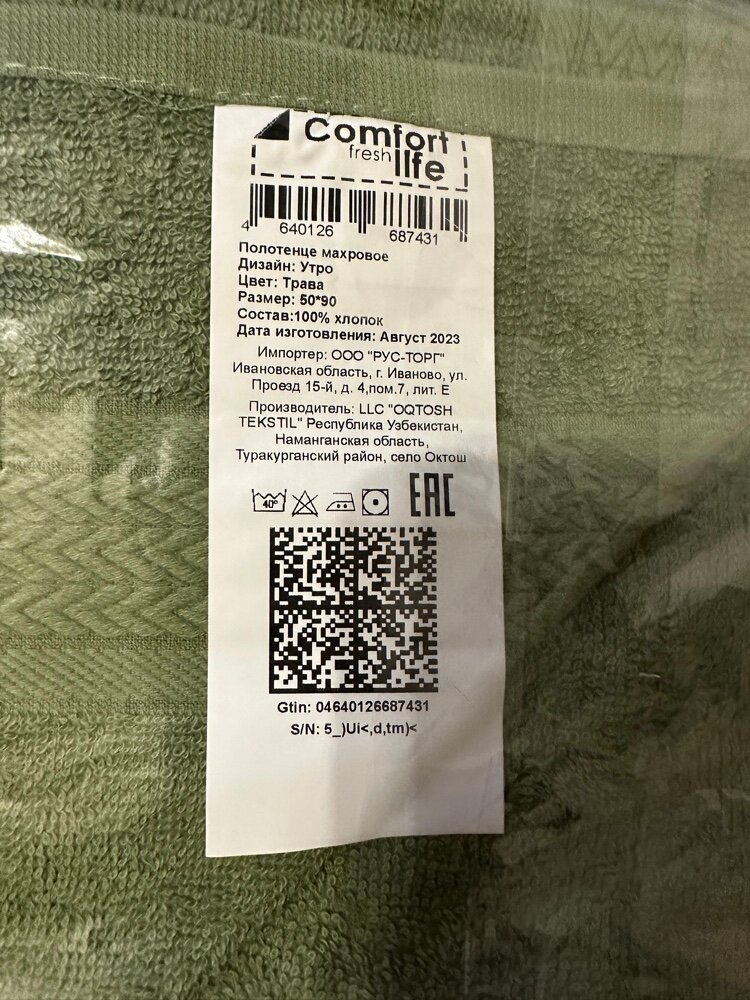 Comfort
fresh life
4 640126 687431
Полотенце махровое
Дизайн: Утро
Цвет: Трава
Размер: 50*90
Состав:100% хлопок
Дата изготовления: Август 2023
Импортер: ООО "РУС-ТОРГ"
Ивановская область, г. Иваново, ул.
Проезд 15-й, д. 4,пом.7, лит. Е
Производитель: LLC "OQTOSH
TEKSTIL" Республика Узбекистан,
Наманганская область,
Туракурганский район, село Октош
40° EAC
Gtin: 04640126687431
S/N: 5_)Ui<,d,tm)<